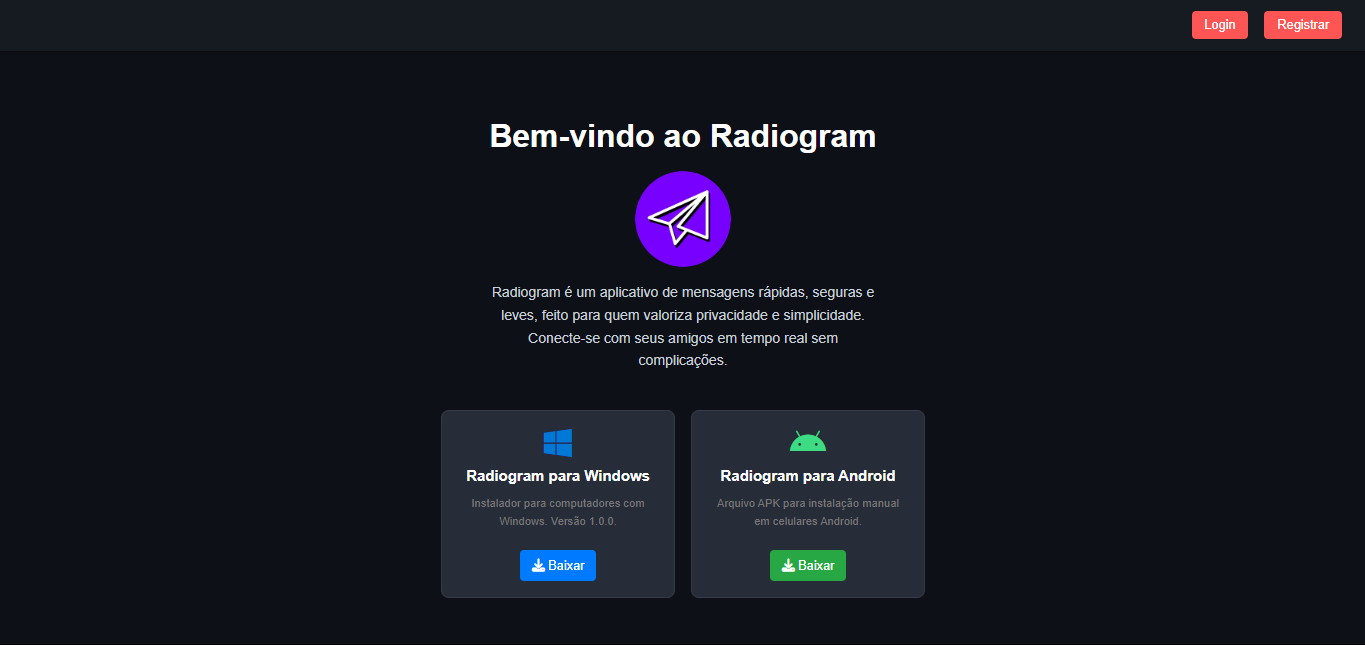 Login
Registrar
Bem-vindo ao Radiogram
Radiogram é um aplicativo de mensagens rápidas, seguras e
leves, feito para quem valoriza privacidade e simplicidade.
Conecte-se com seus amigos em tempo real sem
complicações.
Radiogram para Windows
Instalador para computadores com
Windows. Versão 1.0.0.
Baixar
Radiogram para Android
Arquivo APK para instalação manual
em celulares Android.
Baixar